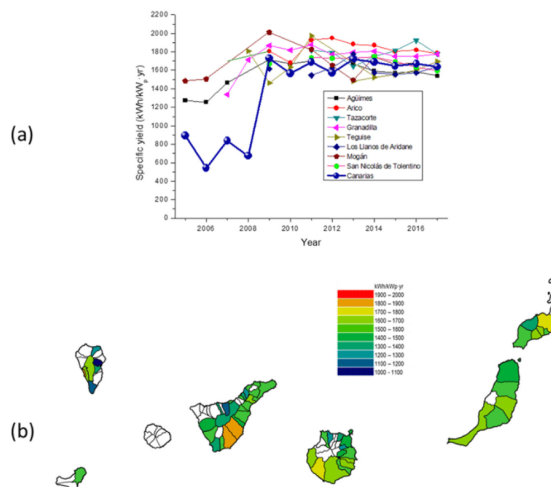 (a)
Specific yield (kWh/kWp yr)
2200
2000
1800
1600
1400
1200
1000
800
600
400
200
0
Agüimes
Arico
Tazacorte
Granadilla
Teguise
Los Llanos de Aridane
Mogán
San Nicolás de Tolentino
Canarias
2006 2008 2010 2012 2014 2016
Year
(b)
kWh/kWp yr
1900 - 2000
1800 - 1900
1700 - 1800
1600 - 1700
1500 - 1600
1400 - 1500
1300 - 1400
1200 - 1300
1100 - 1200
1000 - 1100